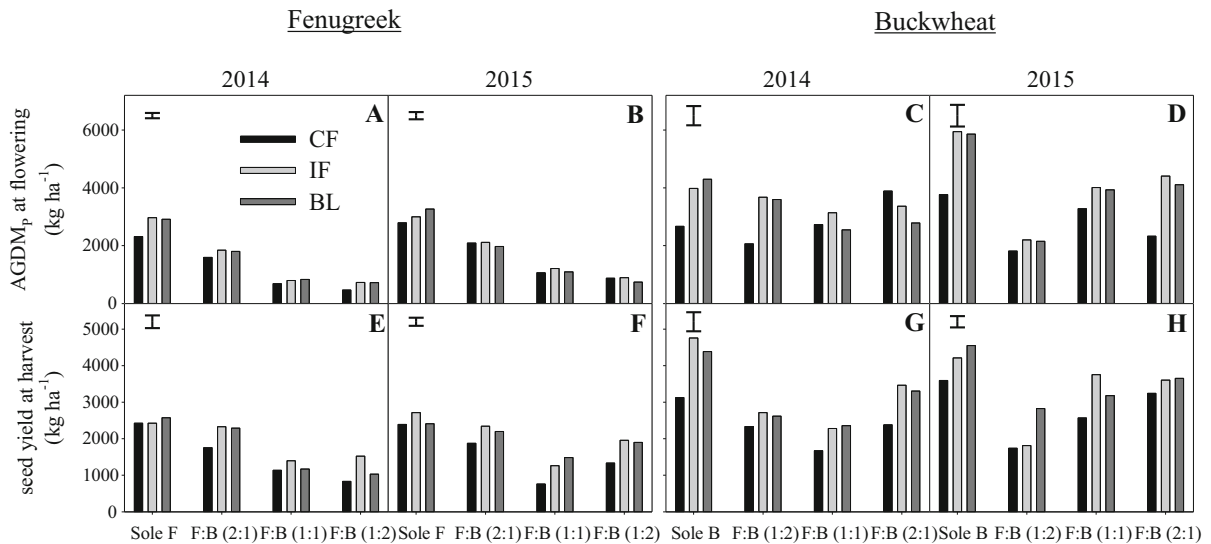 Fenugreek Buckwheat
2014 2015 2014 2015
A B C D
CF
IF
BL
AGDM_P at flowering
(kg ha⁻¹)
6000
4000
2000
0
E F G H
seed yield at harvest
(kg ha⁻¹)
5000
4000
3000
2000
1000
0
Sole F F:B (2:1) F:B (1:1) F:B (1:2) Sole F F:B (2:1) F:B (1:1) F:B (1:2) Sole B F:B (1:2) F:B (1:1) F:B (2:1) Sole B F:B (1:2) F:B (1:1) F:B (2:1)